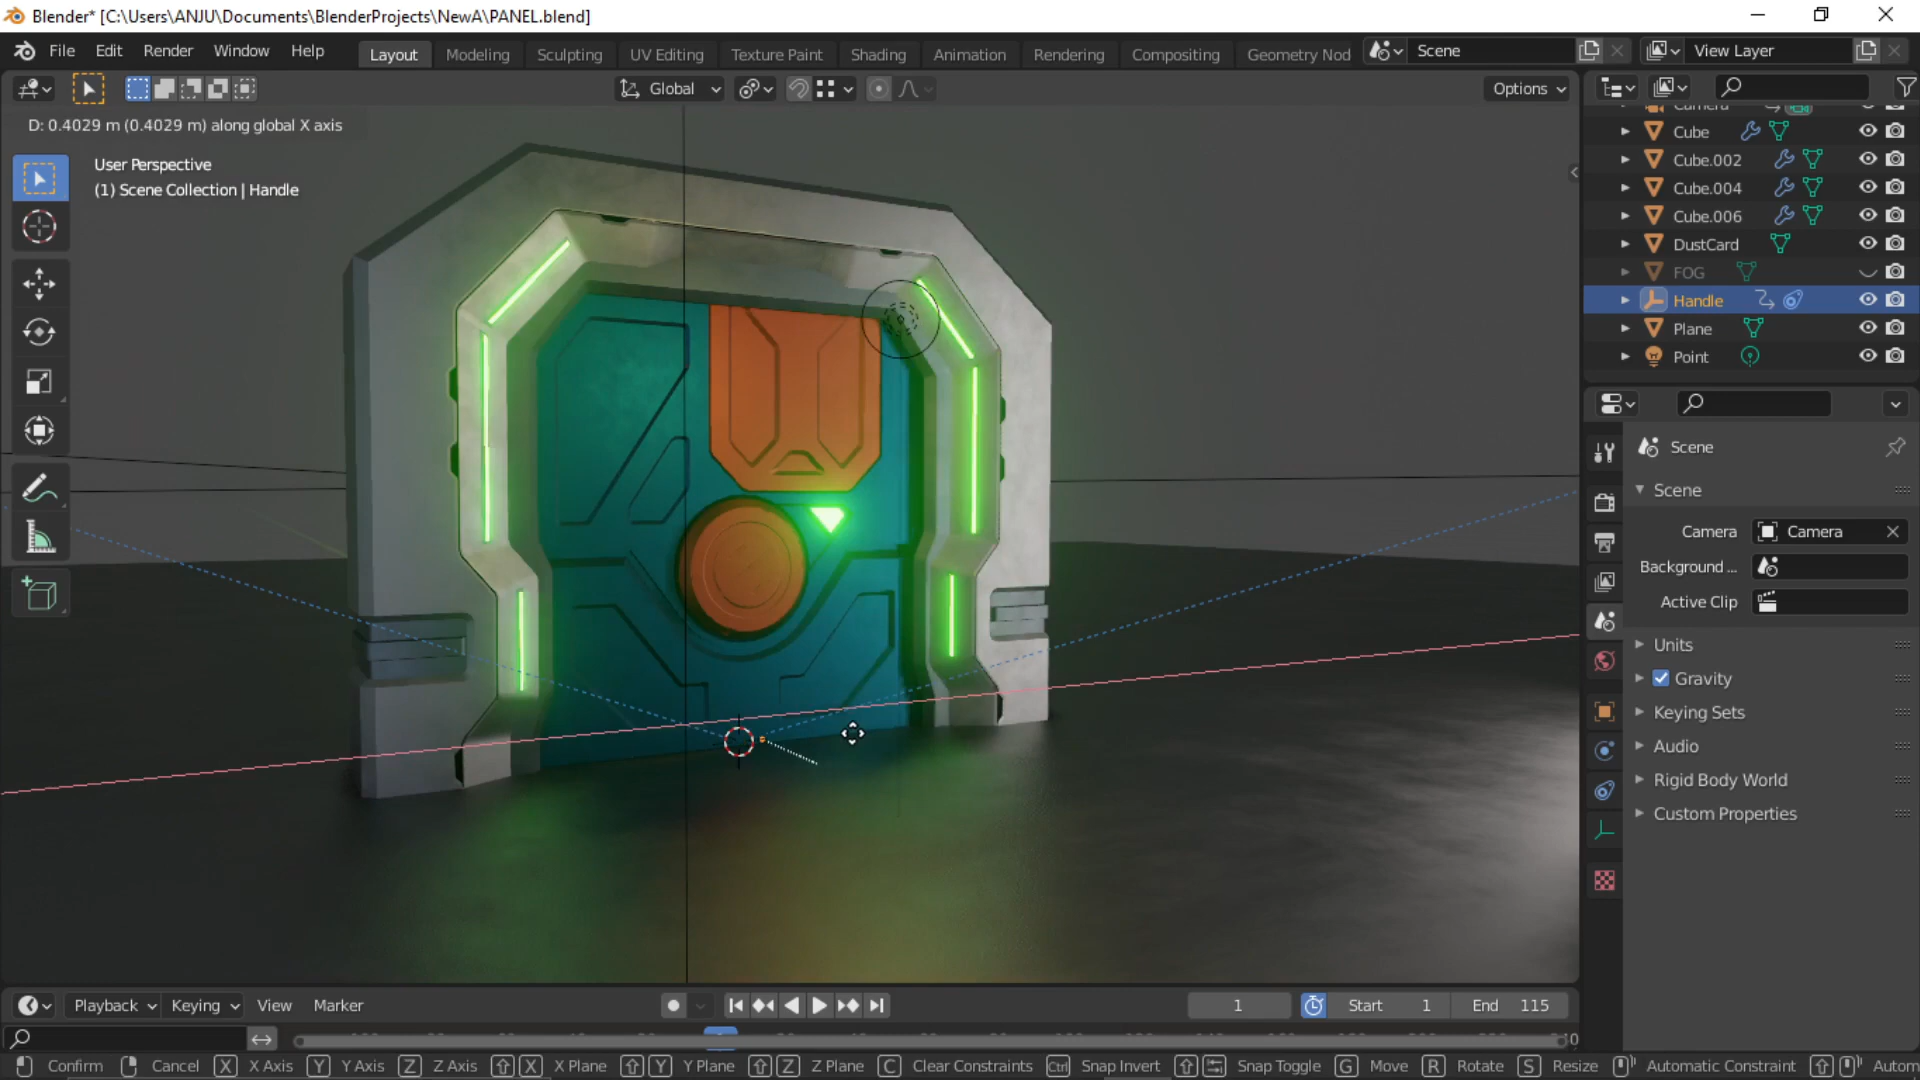 Blender* [C:\Users\ANJU\Documents\BlenderProjects\NewA\PANEL.blend]
File Edit Render Window Help Layout Modeling Sculpting UV Editing Texture Paint Shading Animation Rendering Compositing Geometry Nod Scene View Layer
Global Options
D: 0.4029 m (0.4029 m) along global X axis
User Perspective
(1) Scene Collection | Handle
Camera
Cube
Cube.002
Cube.004
Cube.006
DustCard
FOG
Handle
Plane
Point
Scene
Scene
Camera Camera
Background ...
Active Clip
Units
Gravity
Keying Sets
Audio
Rigid Body World
Custom Properties
Playback Keying View Marker 1 Start 1 End 115
Confirm Cancel X X Axis Y Y Axis Z Z Axis X X Plane Y Y Plane Z Z Plane C Clear Constraints Ctrl Snap Invert Snap Toggle G Move R Rotate S Resize Automatic Constraint Autom